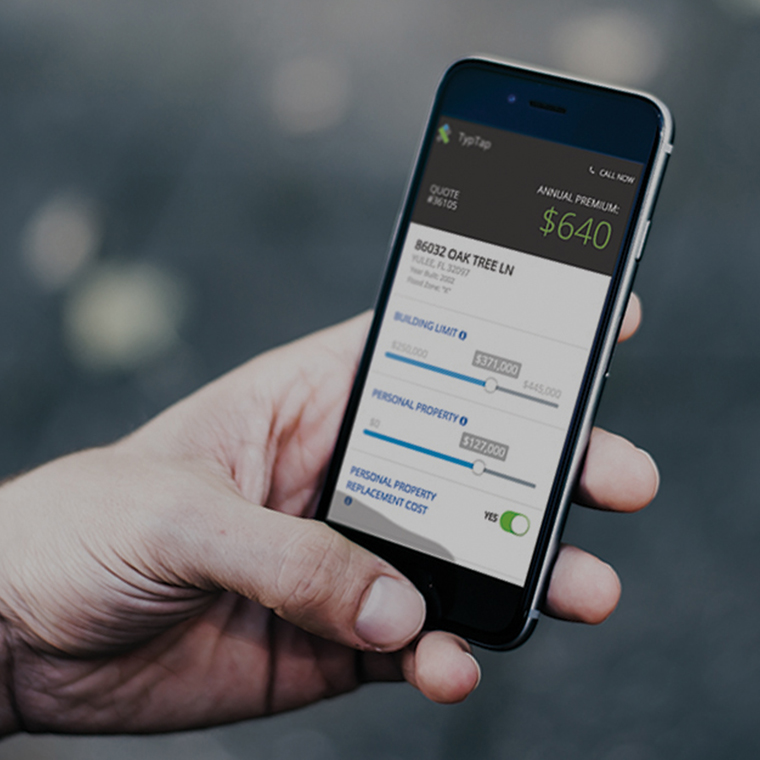 TypTap
CALL NOW
QUOTE
#36105
ANNUAL PREMIUM:
$640
86032 OAK TREE LN
YULEE, FL 32097
Year Built: 2002
Flood Zone: "X"
BUILDING LIMIT
$250,000
$371,000
$445,000
PERSONAL PROPERTY
$0
$127,000
PERSONAL PROPERTY
REPLACEMENT COST
YES